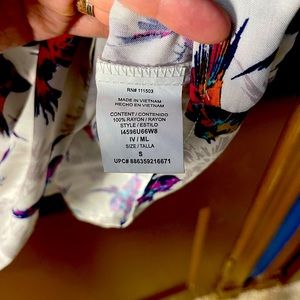 RN# 111503
MADE IN VIETNAM
HECHO EN VIETNAM
CONTENT / CONTENIDO
100% RAYON / RAYON
STYLE / ESTILO
I4596U66W8
IV / ML
SIZE / TALLA
S
UPC# 886359216671